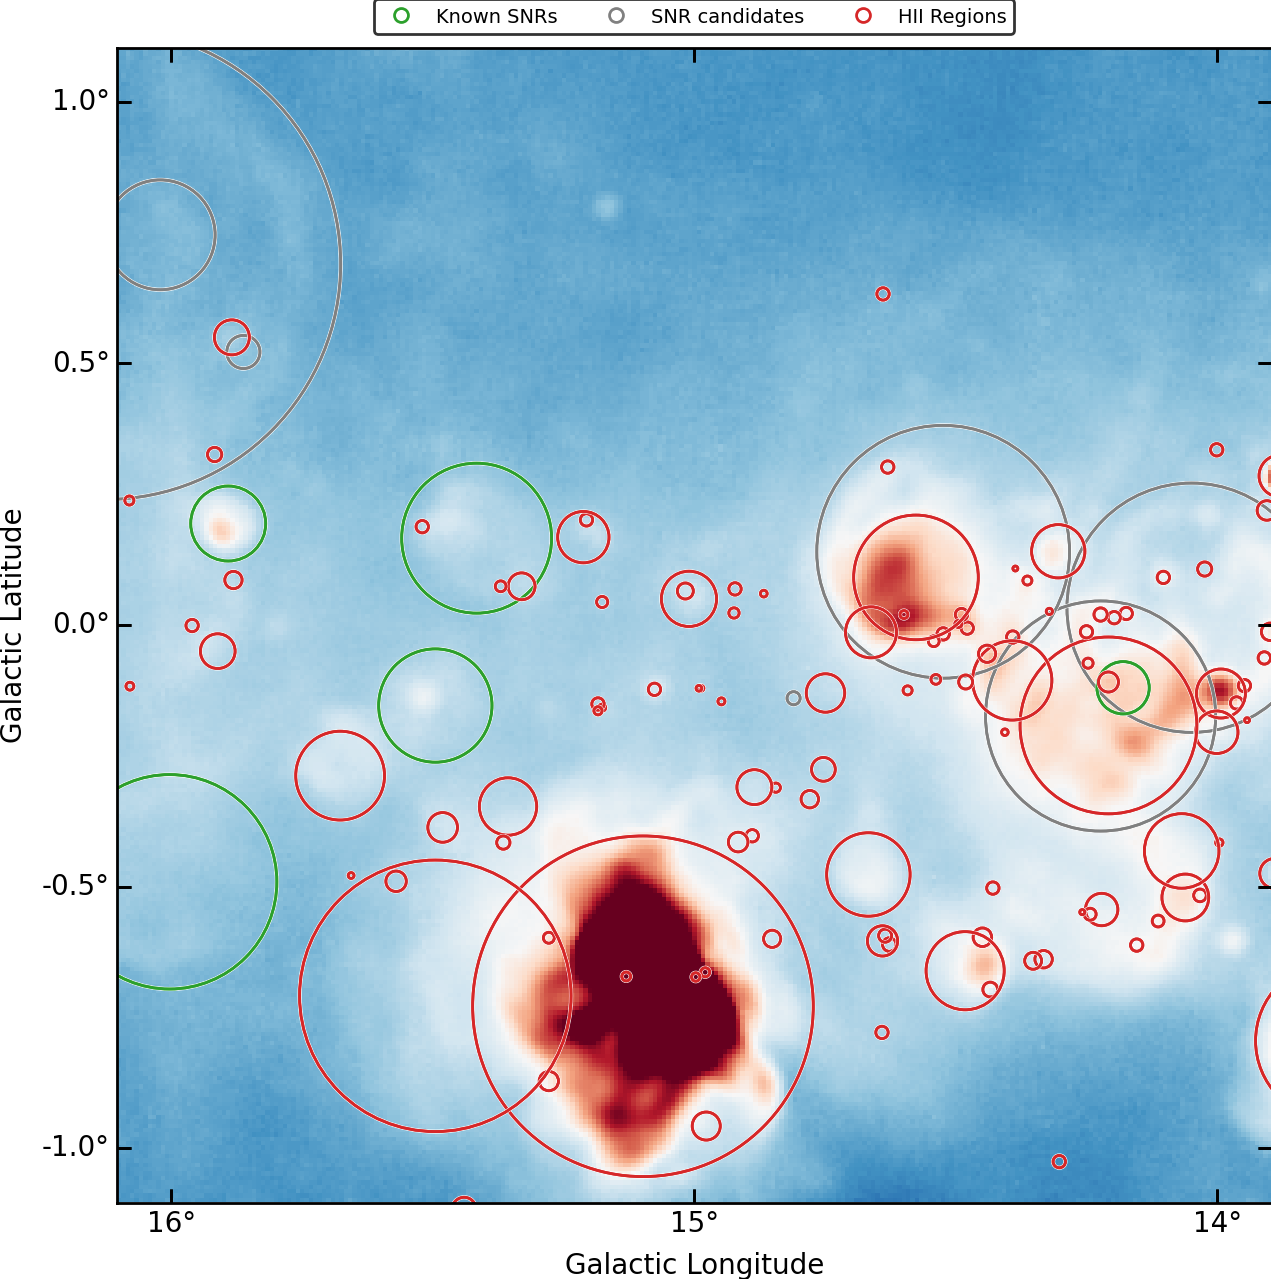 Known SNRs SNR candidates HII Regions
1.0°
0.5°
0.0°
-0.5°
-1.0°
Galactic Latitude
16° 15° 14°
Galactic Longitude